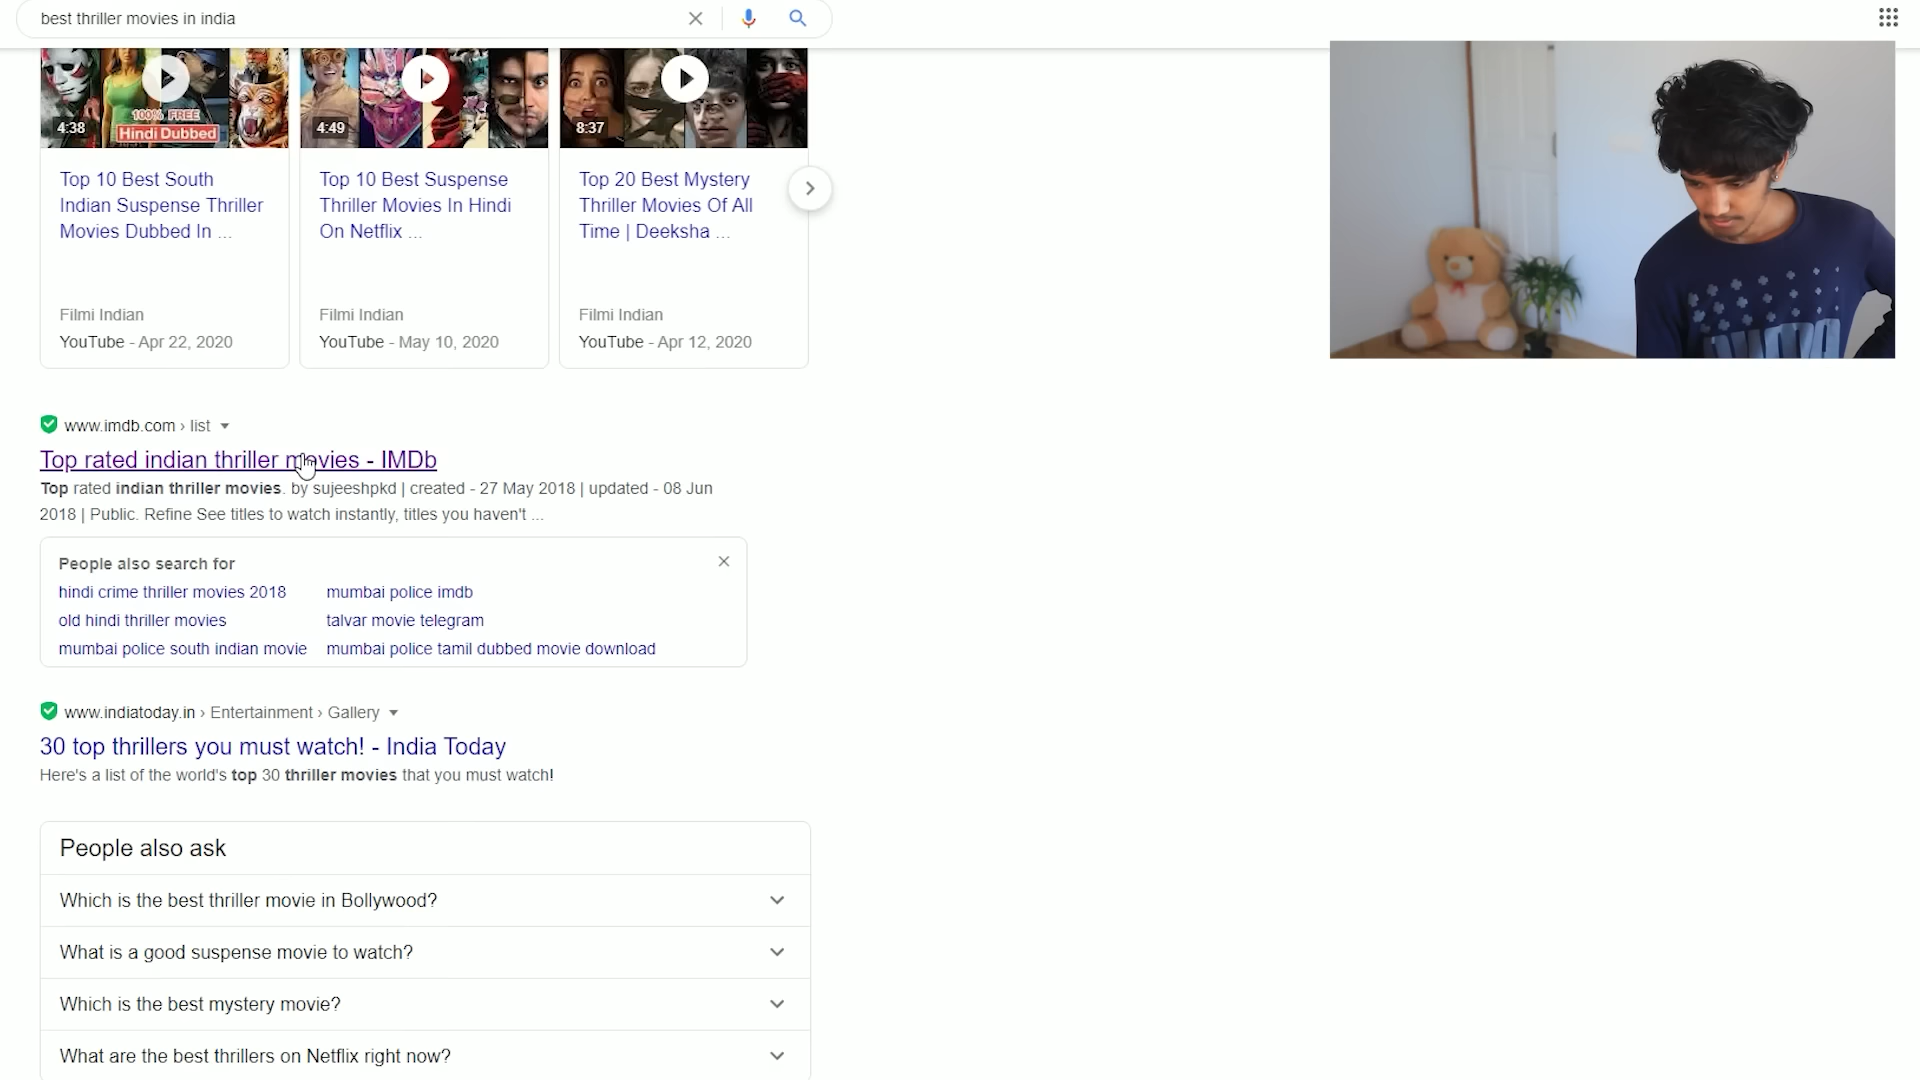 best thriller movies in india
100% FREE
Hindi Dubbed
4:38
4:49
8:37
Top 10 Best South
Indian Suspense Thriller
Movies Dubbed In ...
Filmi Indian
YouTube - Apr 22, 2020
Top 10 Best Suspense
Thriller Movies In Hindi
On Netflix ...
Filmi Indian
YouTube - May 10, 2020
Top 20 Best Mystery
Thriller Movies Of All
Time | Deeksha ...
Filmi Indian
YouTube - Apr 12, 2020
www.imdb.com › list
Top rated indian thriller movies - IMDb
Top rated indian thriller movies. by sujeeshpkd | created - 27 May 2018 | updated - 08 Jun
2018 | Public. Refine See titles to watch instantly, titles you haven't ...
People also search for
hindi crime thriller movies 2018
mumbai police imdb
old hindi thriller movies
talvar movie telegram
mumbai police south indian movie
mumbai police tamil dubbed movie download
www.indiatoday.in › Entertainment › Gallery
30 top thrillers you must watch! - India Today
Here's a list of the world's top 30 thriller movies that you must watch!
People also ask
Which is the best thriller movie in Bollywood?
What is a good suspense movie to watch?
Which is the best mystery movie?
What are the best thrillers on Netflix right now?